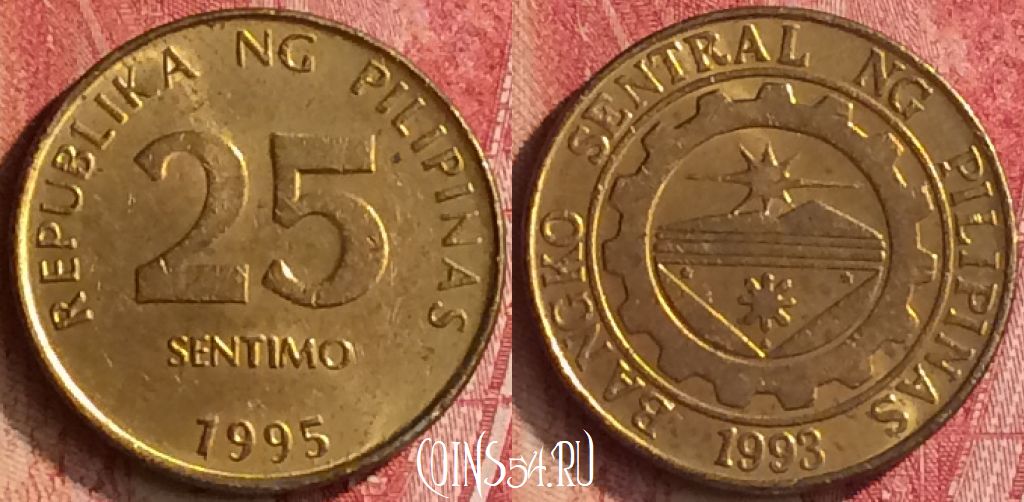 REPUBLIKA NG PILIPINAS
25
SENTIMO
1995
BANGKO SENTRAL NG PILIPINAS
1993
COINS54.RU